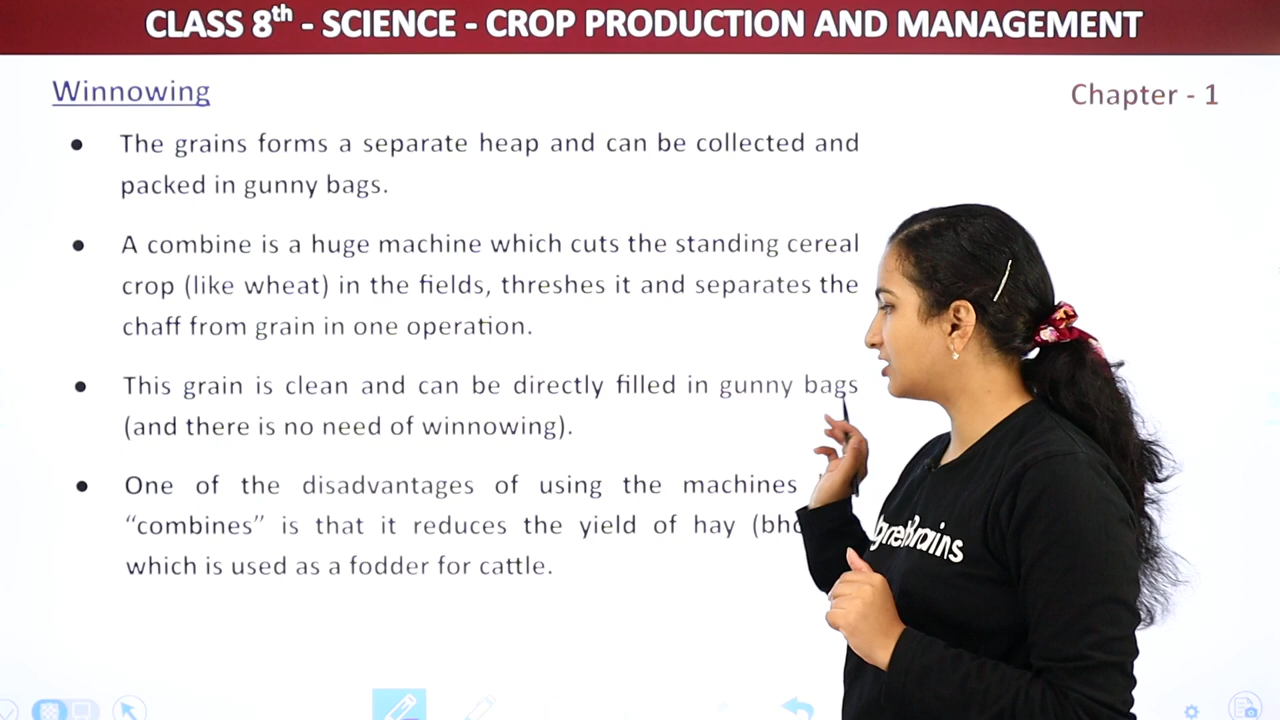 CLASS 8th - SCIENCE - CROP PRODUCTION AND MANAGEMENT
Winnowing
Chapter - 1
● The grains forms a separate heap and can be collected and
packed in gunny bags.
● A combine is a huge machine which cuts the standing cereal
crop (like wheat) in the fields, threshes it and separates the
chaff from grain in one operation.
● This grain is clean and can be directly filled in gunny bags
(and there is no need of winnowing).
● One of the disadvantages of using the machines
“combines” is that it reduces the yield of hay
which is used as a fodder for cattle.
Brains